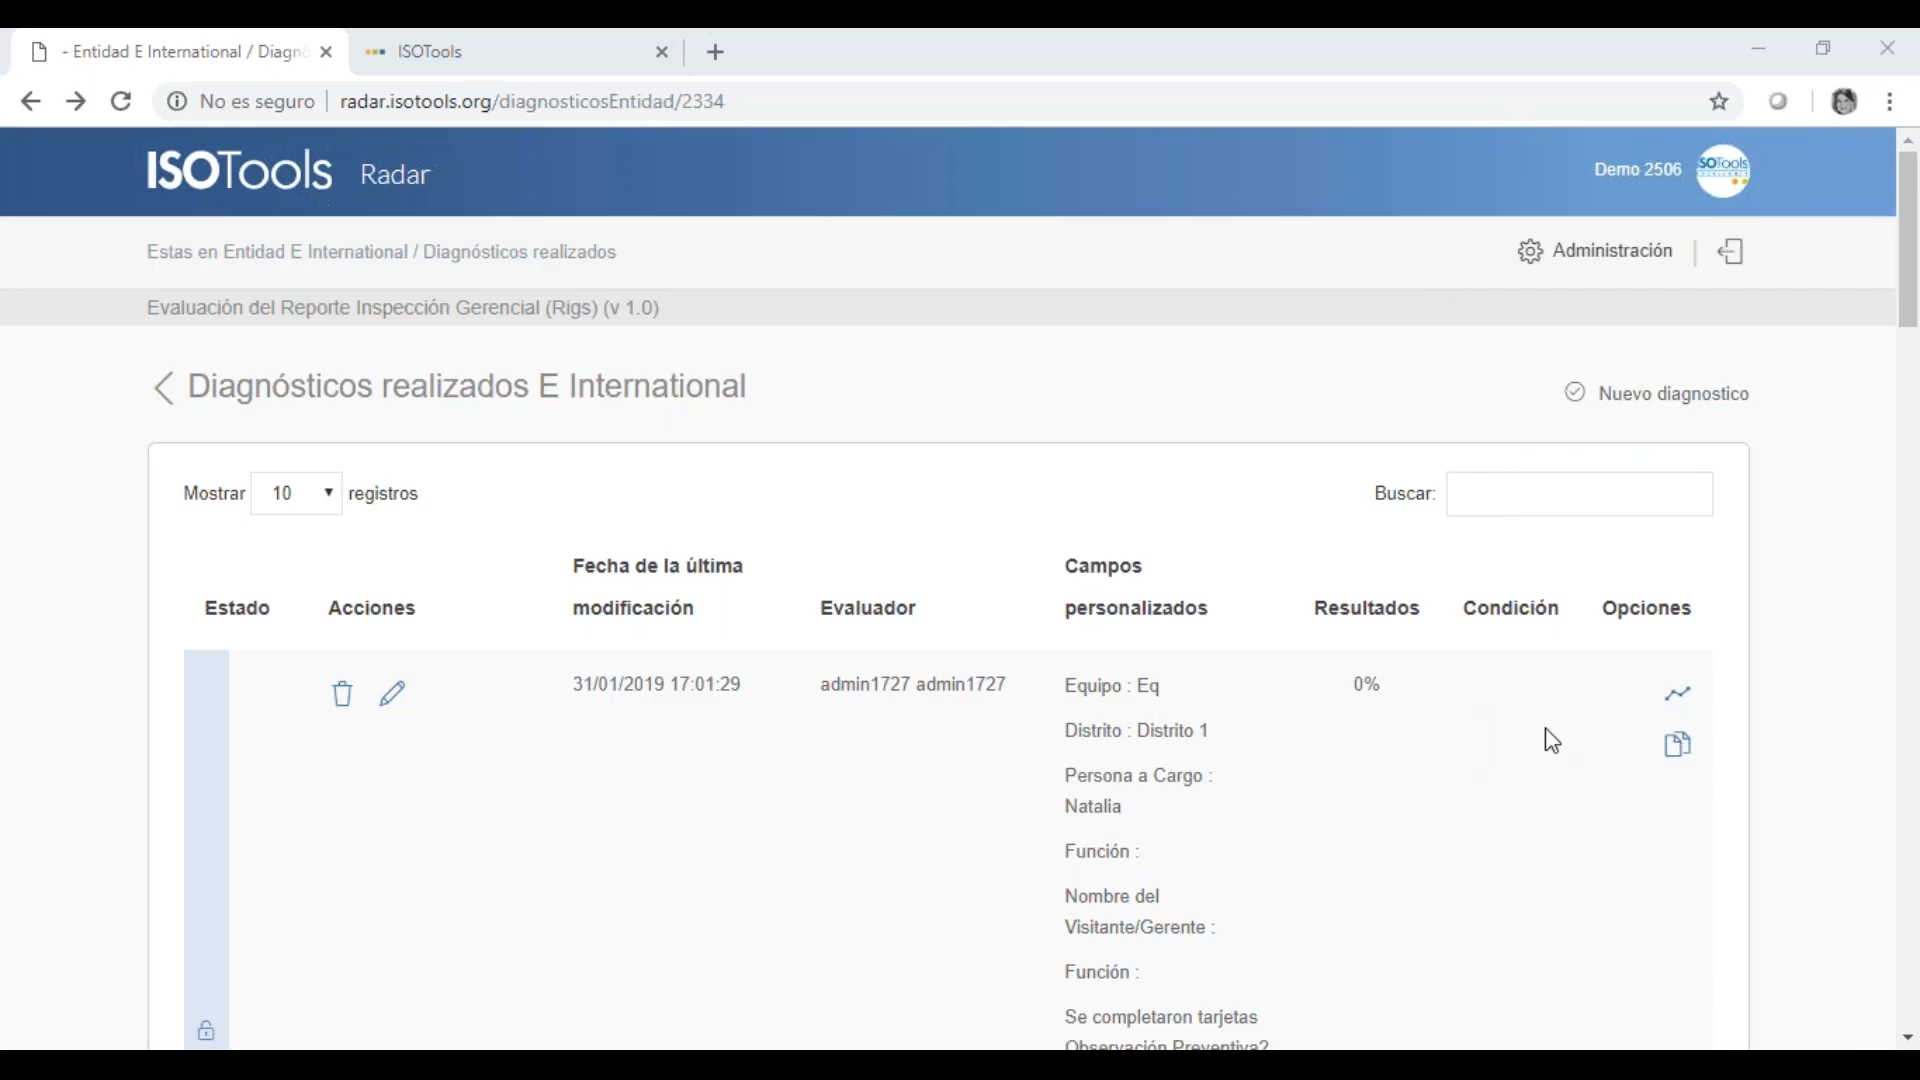 - Entidad E International / Diagnó
ISOTools
No es seguro
radar.isotools.org/diagnosticosEntidad/2334
ISOTools Radar
Demo 2506
ISOTools
Estas en Entidad E International / Diagnósticos realizados
Administración
Evaluación del Reporte Inspección Gerencial (Rigs) (v 1.0)
Diagnósticos realizados E International
Nuevo diagnostico
Mostrar 10 registros
Buscar:
Estado
Acciones
Fecha de la última
modificación
Evaluador
Campos
personalizados
Resultados
Condición
Opciones
31/01/2019 17:01:29
admin1727 admin1727
Equipo : Eq
0%
Distrito : Distrito 1
Persona a Cargo :
Natalia
Función :
Nombre del
Visitante/Gerente :
Función :
Se completaron tarjetas
Observación Preventiva?